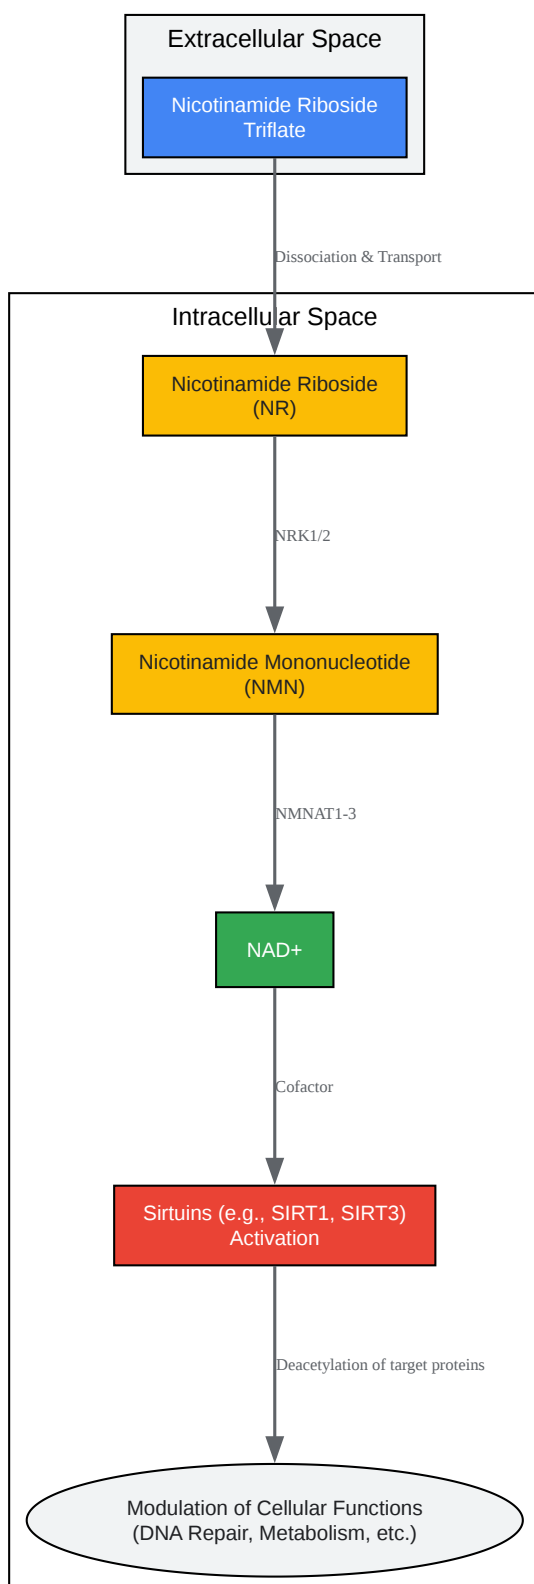 Extracellular Space
Nicotinamide Riboside
Triflate
Dissociation & Transport
Intracellular Space
Nicotinamide Riboside
(NR)
NRK1/2
Nicotinamide Mononucleotide
(NMN)
NMNAT1-3
NAD+
Cofactor
Sirtuins (e.g., SIRT1, SIRT3)
Activation
Deacetylation of target proteins
Modulation of Cellular Functions
(DNA Repair, Metabolism, etc.)